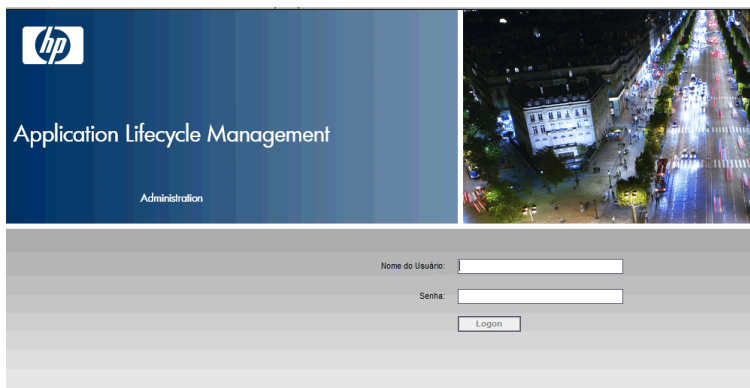 hp
Application Lifecycle Management
Administration
Nome do Usuário:
Senha:
Logon